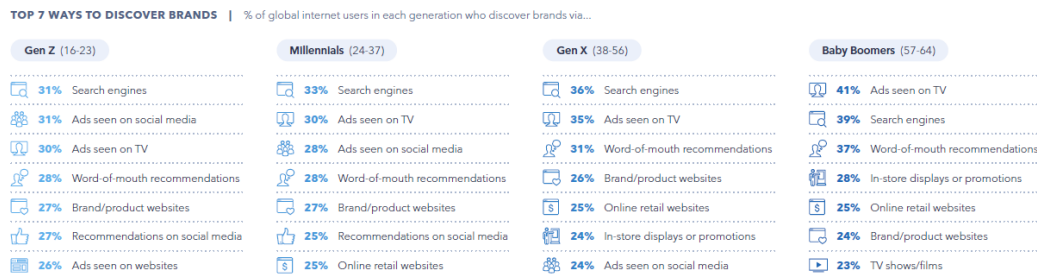 TOP 7 WAYS TO DISCOVER BRANDS | % of global internet users in each generation who discover brands via...
Gen Z (16-23)
31% Search engines
31% Ads seen on social media
30% Ads seen on TV
28% Word-of-mouth recommendations
27% Brand/product websites
27% Recommendations on social media
26% Ads seen on websites
MIllennials (24-37)
33% Search engines
30% Ads seen on TV
28% Ads seen on social media
28% Word-of-mouth recommendations
27% Brand/product websites
25% Recommendations on social media
25% Online retail websites
Gen X (38-56)
36% Search engines
35% Ads seen on TV
31% Word-of-mouth recommendations
26% Brand/product websites
25% Online retail websites
24% In-store displays or promotions
24% Ads seen on social media
Baby Boomers (57-64)
41% Ads seen on TV
39% Search engines
37% Word-of-mouth recommendations
28% In-store displays or promotions
25% Online retail websites
24% Brand/product websites
23% TV shows/films